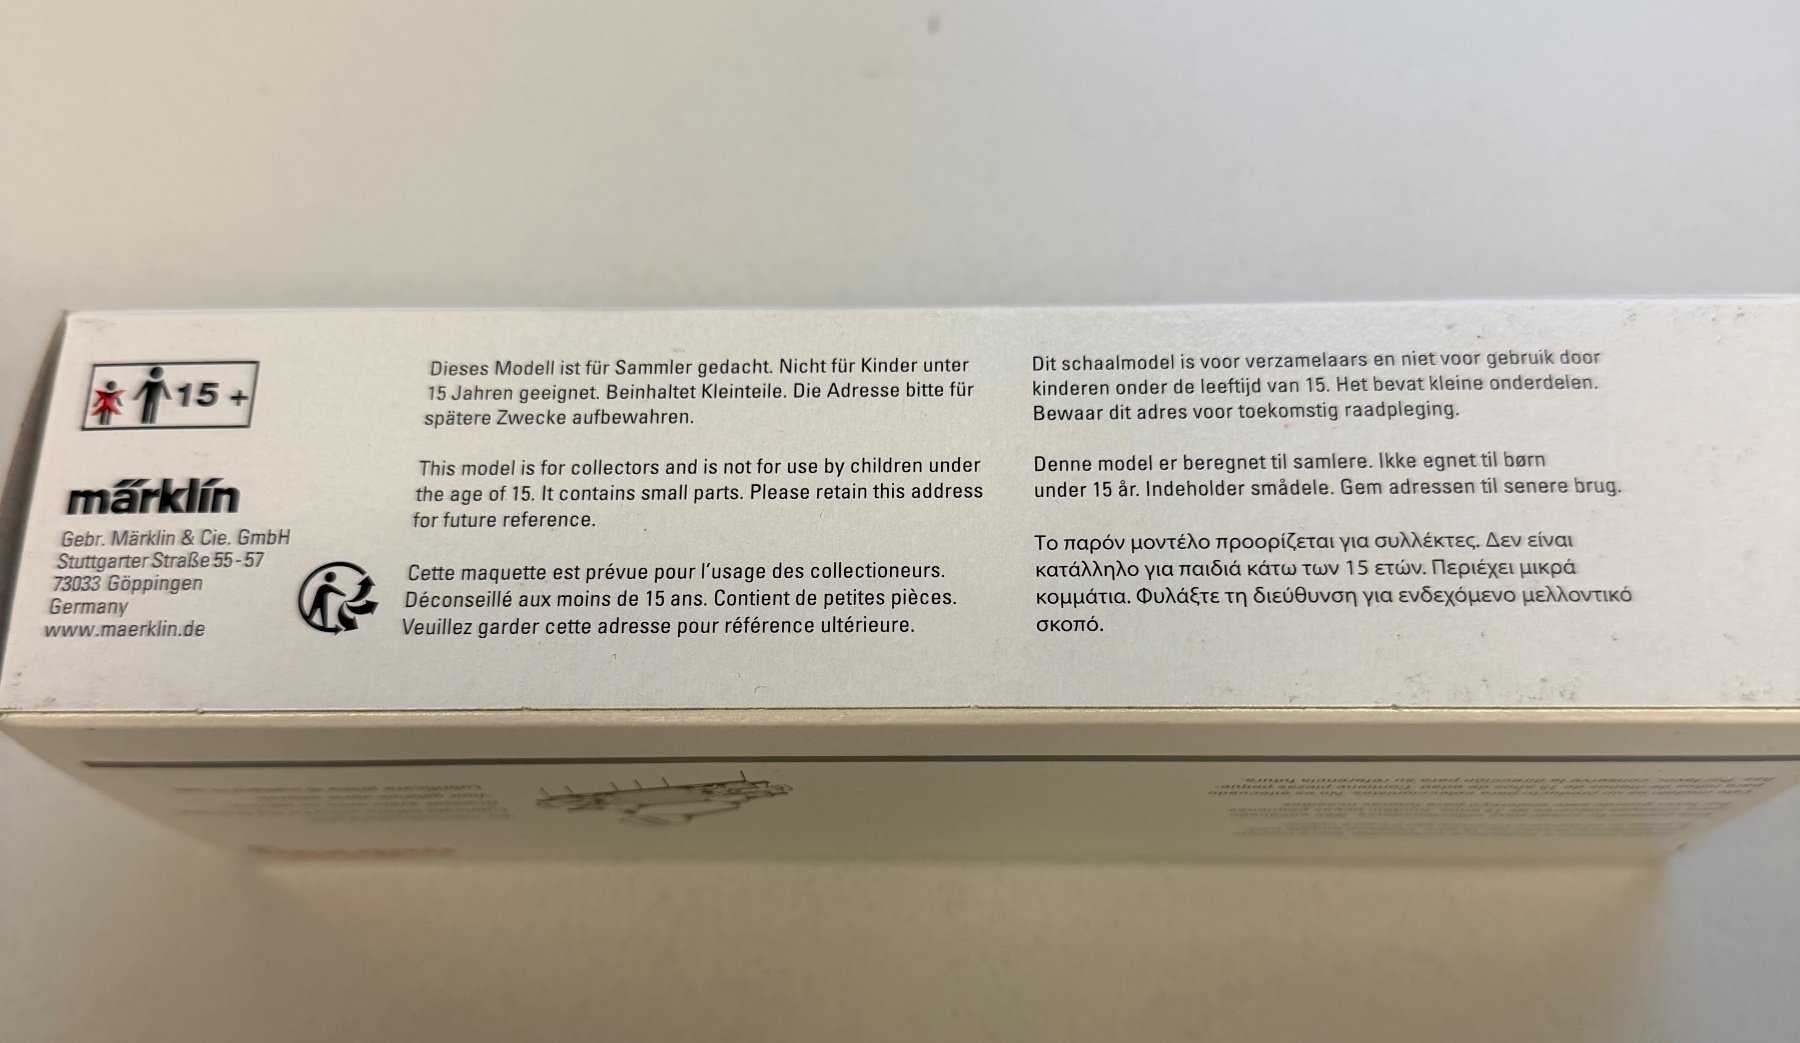 15 +
märklin
Gebr. Märklin & Cie. GmbH
Stuttgarter Straße 55-57
73033 Göppingen
Germany
www.maerklin.de
Dieses Modell ist für Sammler gedacht. Nicht für Kinder unter
15 Jahren geeignet. Beinhaltet Kleinteile. Die Adresse bitte für
spätere Zwecke aufbewahren.
This model is for collectors and is not for use by children under
the age of 15. It contains small parts. Please retain this address
for future reference.
Cette maquette est prévue pour l'usage des collectioneurs.
Déconseillé aux moins de 15 ans. Contient de petites pièces.
Veuillez garder cette adresse pour référence ultérieure.
Dit schaalmodel is voor verzamelaars en niet voor gebruik door
kinderen onder de leeftijd van 15. Het bevat kleine onderdelen.
Bewaar dit adres voor toekomstig raadpleging.
Denne model er beregnet til samlere. Ikke egnet til børn
under 15 år. Indeholder smådele. Gem adressen til senere brug.
Το παρόν μοντέλο προορίζεται για συλλέκτες. Δεν είναι
κατάλληλο για παιδιά κάτω των 15 ετών. Περιέχει μικρά
κομμάτια. Φυλάξτε τη διεύθυνση για ενδεχόμενο μελλοντικό
σκοπό.